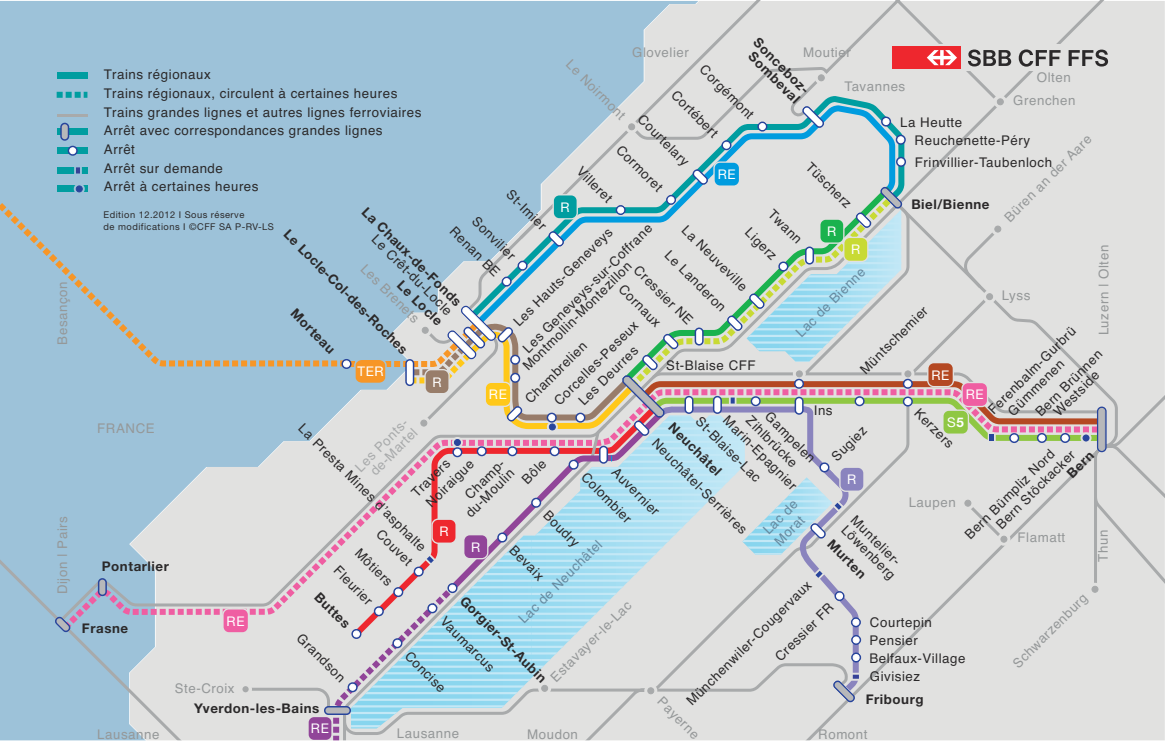 SBB CFF FFS
Trains régionaux
Trains régionaux, circulent à certaines heures
Trains grandes lignes et autres lignes ferroviaires
Arrêt avec correspondances grandes lignes
Arrêt
Arrêt sur demande
Arrêt à certaines heures
Edition 12.2012 I Sous réserve
de modifications I ©CFF SA P-RV-LS
Glovelier
Moutier
Le Noirmont
Tavannes
Olten
Grenchen
Büren an der Aare
Lyss
Luzern I Olten
Sonceboz-
Sombeval
Corgémont
Cortébert
Courtelary
Cormoret
Villeret
St-Imier
Sonvilier
Renan BE
La Chaux-de-Fonds
Le Crêt-du-Locle
Le Locle
Les Brenets
Le Locle-Col-des-Roches
Morteau
Besançon
La Heutte
Reuchenette-Péry
Frinvillier-Taubenloch
Biel/Bienne
Tüscherz
Twann
Ligerz
La Neuveville
Le Landeron
Cressier NE
Cornaux
St-Blaise CFF
Lac de Bienne
Les Hauts-Geneveys
Les Geneveys-sur-Coffrane
Montmollin-Montezillon
Chambrelien
Corcelles-Peseux
Les Deurres
R
RE
R
R
TER
R
RE
RE
RE
S5
R
R
R
RE
RE
FRANCE
Les Ponts-
de-Martel
La Presta Mines
d'asphalte
Travers
Noiraigue
Champ-
du-Moulin
Bôle
Couvet
Môtiers
Fleurier
Buttes
Auvernier
Colombier
Boudry
Bevaix
Gorgier-St-Aubin
Vaumarcus
Concise
Grandson
Yverdon-les-Bains
Ste-Croix
Lausanne
Lausanne
Lac de Neuchâtel
Estavayer-le-Lac
Moudon
Payerne
Romont
Dijon I Pairs
Pontarlier
Frasne
Neuchâtel
Neuchâtel-Serrières
St-Blaise-Lac
Marin-Epagnier
Zihlbrücke
Gampelen
Ins
Müntschemier
Kerzers
Ferenbalm-Gurbrü
Gümmenen
Bern Brünnen
Westside
Bern Bümpliz Nord
Bern Stöckacker
Bern
Sugiez
Lac de
Morat
Muntelier-
Löwenberg
Murten
Münchenwiler-Courgevaux
Cressier FR
Courtepin
Pensier
Belfaux-Village
Givisiez
Fribourg
Laupen
Flamatt
Thun
Schwarzenburg